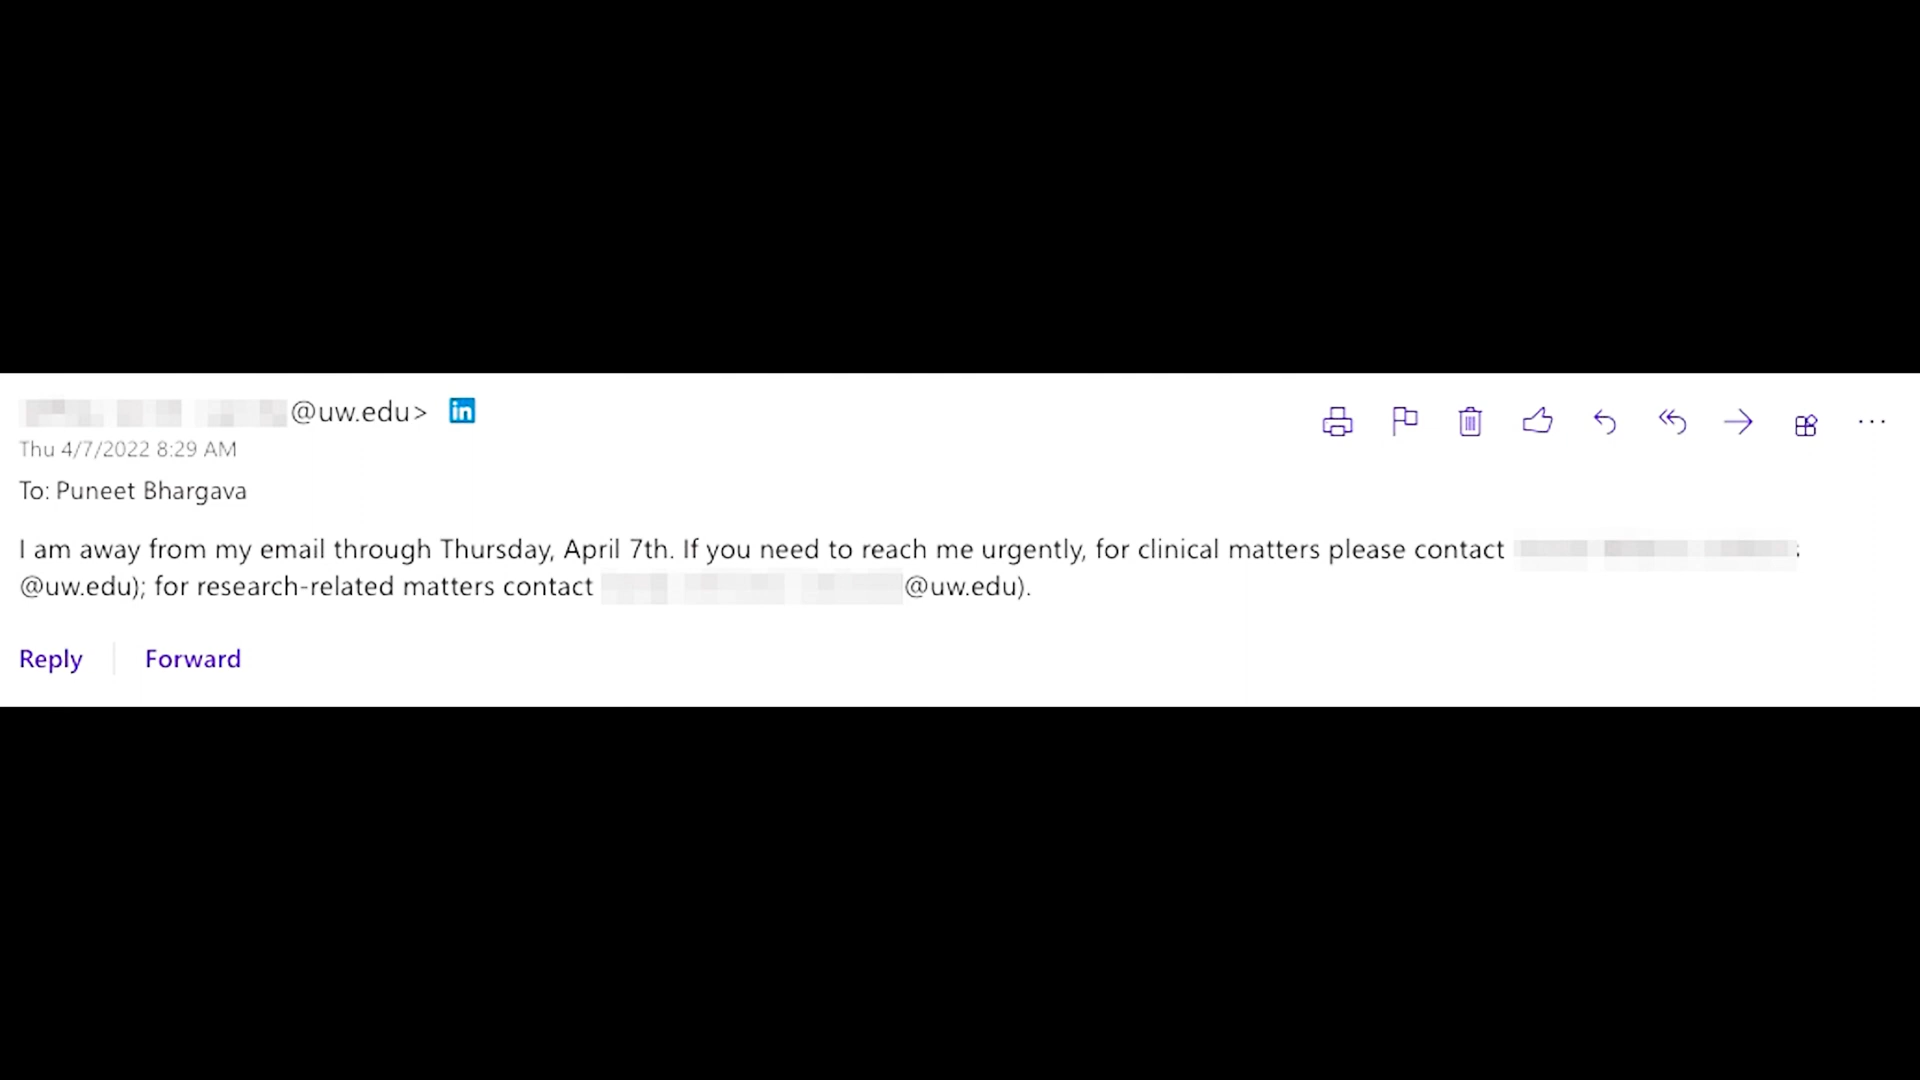 @uw.edu> in
Thu 4/7/2022 8:29 AM
To: Puneet Bhargava
I am away from my email through Thursday, April 7th. If you need to reach me urgently, for clinical matters please contact
@uw.edu); for research-related matters contact @uw.edu).
Reply Forward